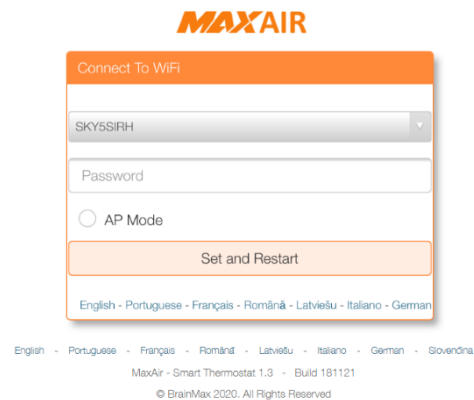 MAXAIR
Connect To WiFi
SKY5SIRH
Password
AP Mode
Set and Restart
English - Portuguese - Français - Română - Latviešu - Italiano - German
English - Portuguese - Français - Română - Latviešu - Italiano - German - Slovenčina
MaxAir - Smart Thermostat 1.3 - Build 181121
© BrainMax 2020. All Rights Reserved